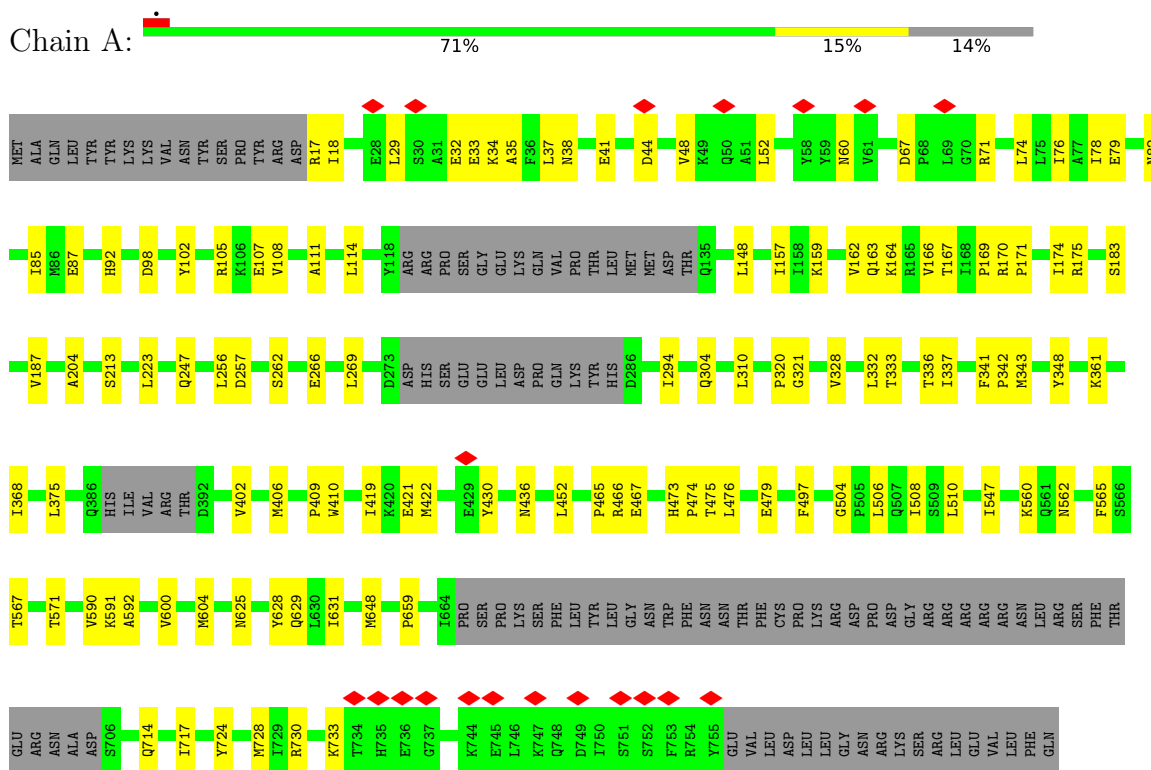 Chain A:
71% 15% 14%
MET ALA GLN LEU TYR TYR LYS LYS VAL ASN TYR SER PRO TYR ARG ASP R17 I18 E28 L29 S30 A31 E32 E33 K34 A35 F36 L37 N38 E41 D44 V48 K49 Q50 A51 L52 Y58 Y59 N60 V61 D67 P68 L69 G70 R71 L74 L75 I76 A77 I78 E79
I85 M86 E87 H92 D98 Y102 R105 K106 E107 V108 A111 L114 Y118 ARG ARG PRO SER GLY GLU LYS GLN VAL PRO THR LEU MET MET ASP THR Q135 L148 I157 I158 K159 V162 Q163 K164 R165 V166 T167 I168 P169 R170 P171 I174 R175 S183
V187 A204 S213 L223 Q247 L256 D257 S262 E266 L269 D273 ASP HIS SER GLU GLU LEU ASP PRO GLN LYS TYR HIS D286 I294 Q304 L310 P320 G321 V328 L332 T333 T336 I337 F341 P342 M343 Y348 K361
I368 L375 Q386 HIS ILE VAL ARG THR D392 V402 M406 P409 W410 I419 K420 E421 M422 E429 Y430 N436 L452 P465 R466 E467 H473 P474 T475 L476 E479 F497 G504 P505 L506 Q507 I508 S509 L510 I547 K560 Q561 N562 F565 S566
T567 T571 V590 K591 A592 V600 M604 N625 Y628 Q629 L630 I631 M648 P659 I664 PRO SER PRO LYS SER PHE LEU TYR LEU GLY ASN TRP PHE ASN ASN THR PHE CYS PRO LYS ARG ASP PRO ASP GLY ARG ARG ARG ARG ARG ARG ASN LEU ARG SER PHE THR
GLU ARG ASN ALA ASP S706 Q714 I717 Y724 M728 I729 R730 K733 T734 H735 E736 G737 K744 E745 L746 K747 Q748 D749 I750 S751 S752 F753 R754 Y755 GLU VAL LEU ASP LEU LEU GLY ASN ARG LYS SER ARG LEU GLU VAL LEU PHE GLN